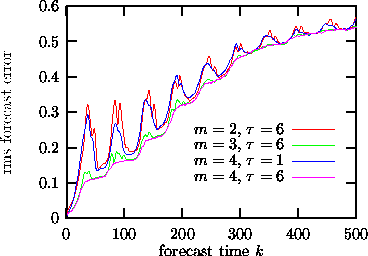 0.6
0.5
0.4
0.3
0.2
0.1
0
rms forecast error
m = 2, τ = 6
m = 3, τ = 6
m = 4, τ = 1
m = 4, τ = 6
0 100 200 300 400 500
forecast time k